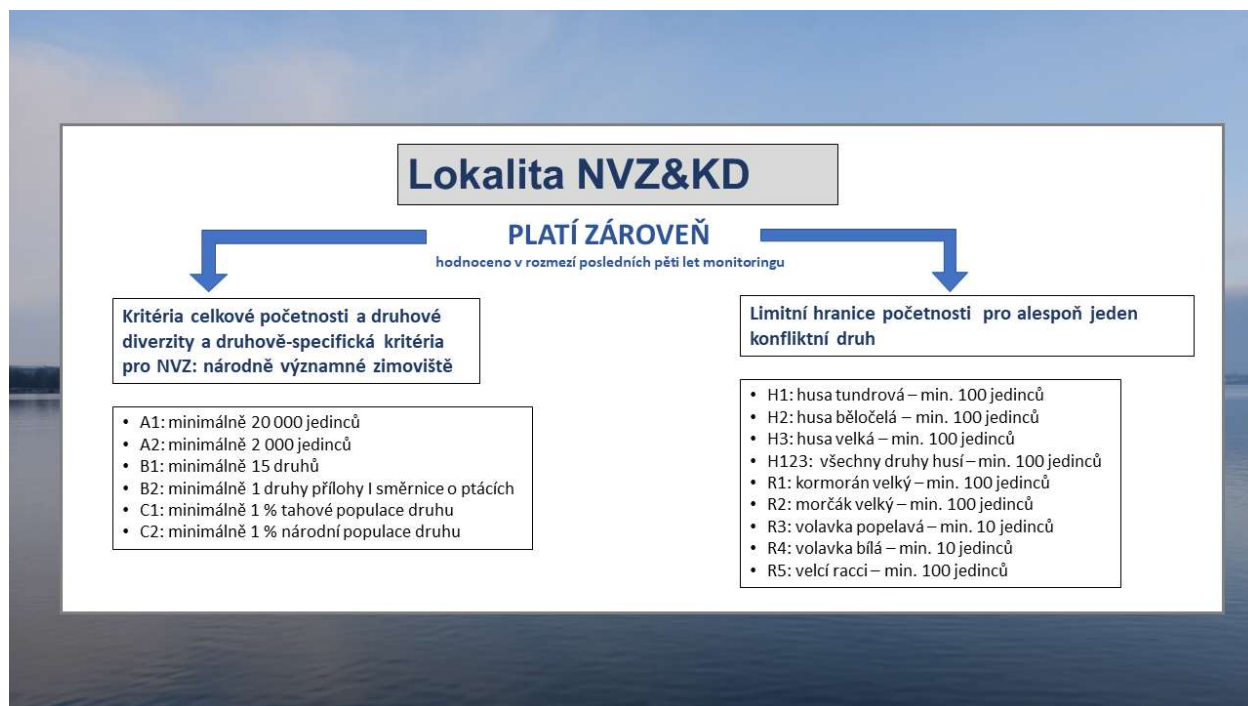 Lokalita NVZ&KD
PLATÍ ZÁROVEŇ
hodnoceno v rozmezí posledních pěti let monitoringu
Kritéria celkové početnosti a druhové
diverzity a druhově-specifická kritéria
pro NVZ: národně významné zimoviště
• A1: minimálně 20 000 jedinců
• A2: minimálně 2 000 jedinců
• B1: minimálně 15 druhů
• B2: minimálně 1 druhy přílohy I směrnice o ptácích
• C1: minimálně 1 % tahové populace druhu
• C2: minimálně 1 % národní populace druhu
Limitní hranice početnosti pro alespoň jeden
konfliktní druh
• H1: husa tundrová – min. 100 jedinců
• H2: husa běločelá – min. 100 jedinců
• H3: husa velká – min. 100 jedinců
• H123: všechny druhy husí – min. 100 jedinců
• R1: kormorán velký – min. 100 jedinců
• R2: morčák velký – min. 100 jedinců
• R3: volavka popelavá – min. 10 jedinců
• R4: volavka bílá – min. 10 jedinců
• R5: velcí racci – min. 100 jedinců